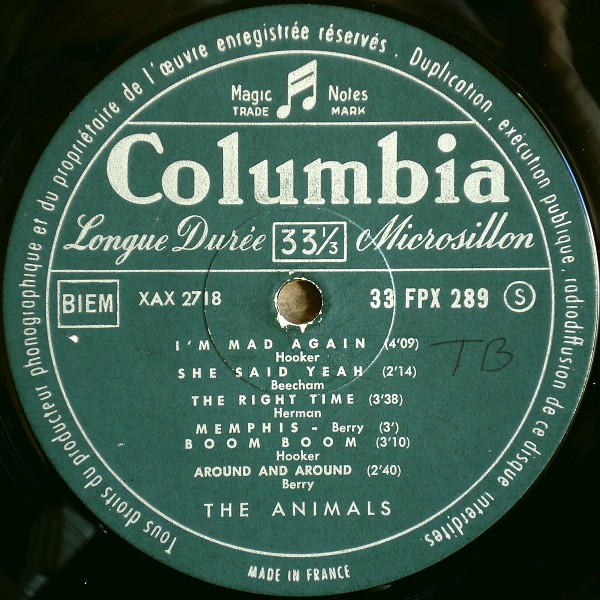 Tous droits du producteur phonographique et du propriétaire de l'œuvre enregistrée réservés. Duplication, exécution publique, radiodiffusion de ce disque interdites.
Magic Notes
TRADE MARK
Columbia
Longue Durée 33 1/3 Microsillon
BIEM XAX 2718 33 FPX 289 S
I'M MAD AGAIN (4'09)
Hooker
SHE SAID YEAH (2'14)
Beecham
THE RIGHT TIME (3'38)
Herman
MEMPHIS - Berry (3')
BOOM BOOM (3'10)
Hooker
AROUND AND AROUND (2'40)
Berry
TB
THE ANIMALS
MADE IN FRANCE